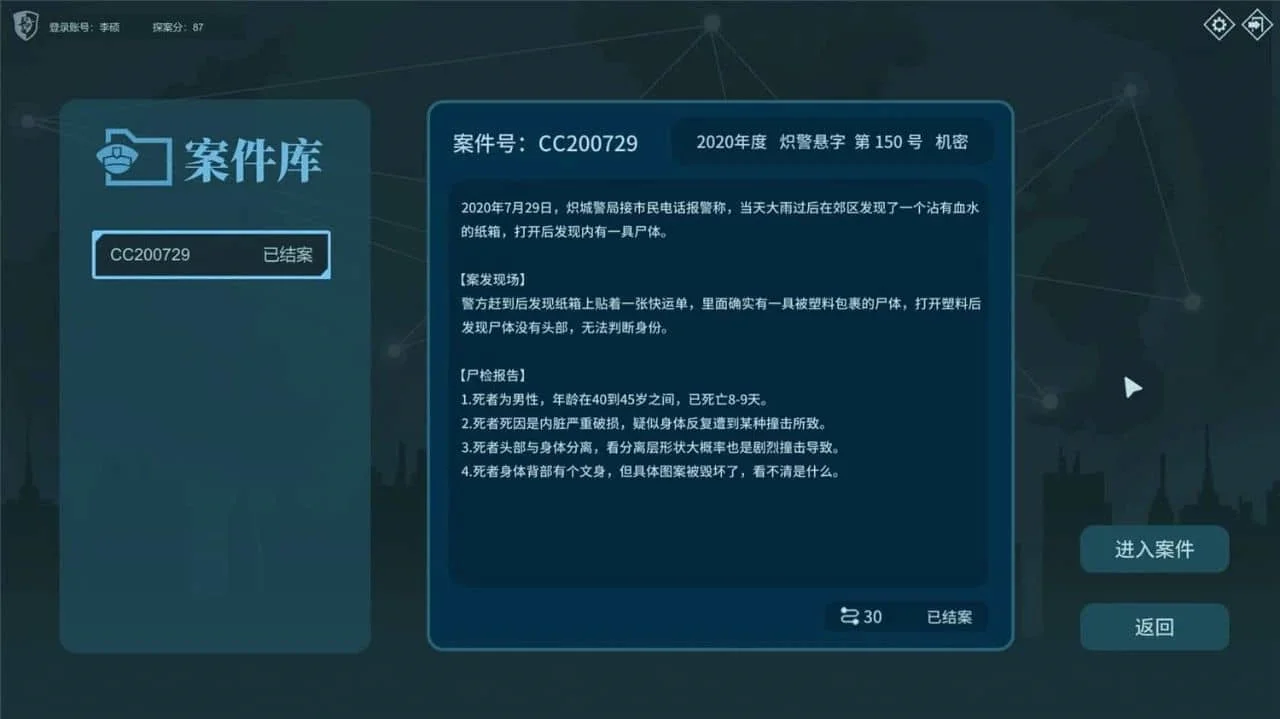 登录账号：李硕 探案分：87
案件库
CC200729 已结案
案件号：CC200729 2020年度 炽警悬字 第 150 号 机密
2020年7月29日，炽城警局接市民电话报警称，当天大雨过后在郊区发现了一个沾有血水
的纸箱，打开后发现内有一具尸体。
【案发现场】
警方赶到后发现纸箱上贴着一张快运单，里面确实有一具被塑料包裹的尸体，打开塑料后
发现尸体没有头部，无法判断身份。
【尸检报告】
1.死者为男性，年龄在40到45岁之间，已死亡8-9天。
2.死者死因是内脏严重破损，疑似身体反复遭到某种撞击所致。
3.死者头部与身体分离，看分离层形状大概率也是剧烈撞击导致。
4.死者身体背部有个文身，但具体图案被毁坏了，看不清是什么。
30 已结案
进入案件
返回